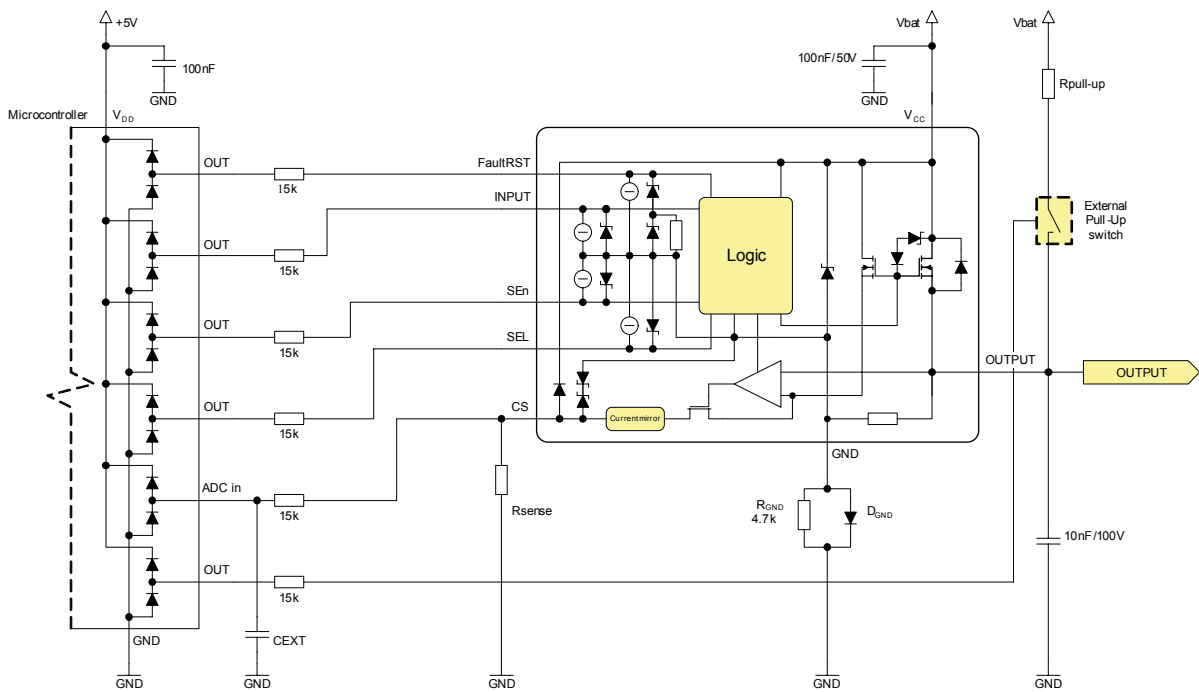 +5V
Vbat
Vbat
100nF
100nF/50V
GND
GND
Rpull-up
Microcontroller
VDD
VCC
OUT
15k
FaultRST
INPUT
External
Pull-Up
switch
OUT
15k
Logic
SEn
OUT
15k
SEL
OUTPUT
OUTPUT
OUT
15k
CS
Current mirror
GND
ADC in
15k
Rsense
RGND
4.7k
DGND
10nF/100V
OUT
15k
GND
CEXT
GND
GND
GND
GND
GND